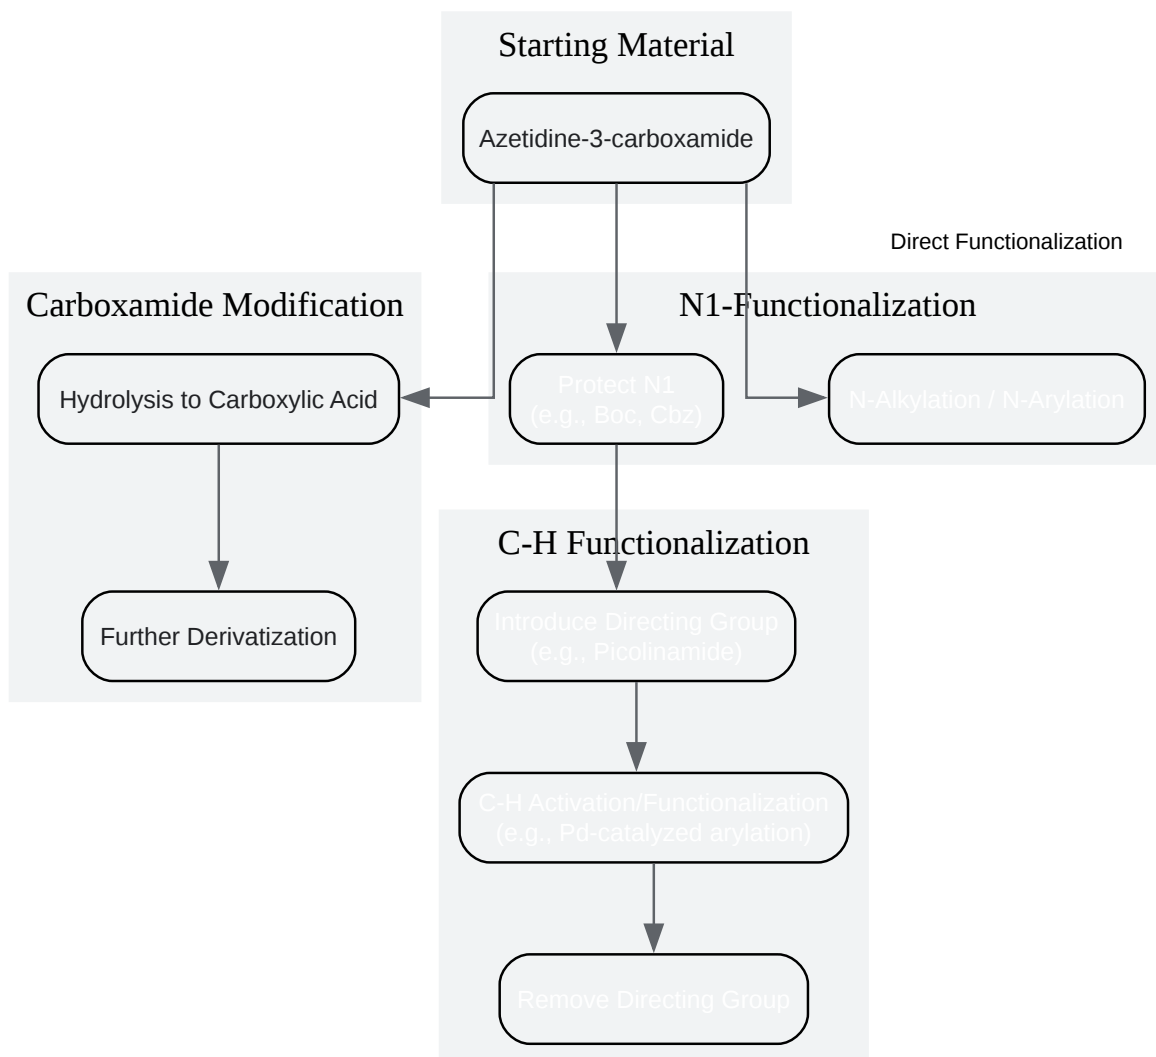 Starting Material
Azetidine-3-carboxamide
Direct Functionalization
Carboxamide Modification
N1-Functionalization
Hydrolysis to Carboxylic Acid
Protect N1
(e.g., Boc, Cbz)
N-Alkylation / N-Arylation
C-H Functionalization
Further Derivatization
Introduce Directing Group
(e.g., Picolinamide)
C-H Activation/Functionalization
(e.g., Pd-catalyzed arylation)
Remove Directing Group